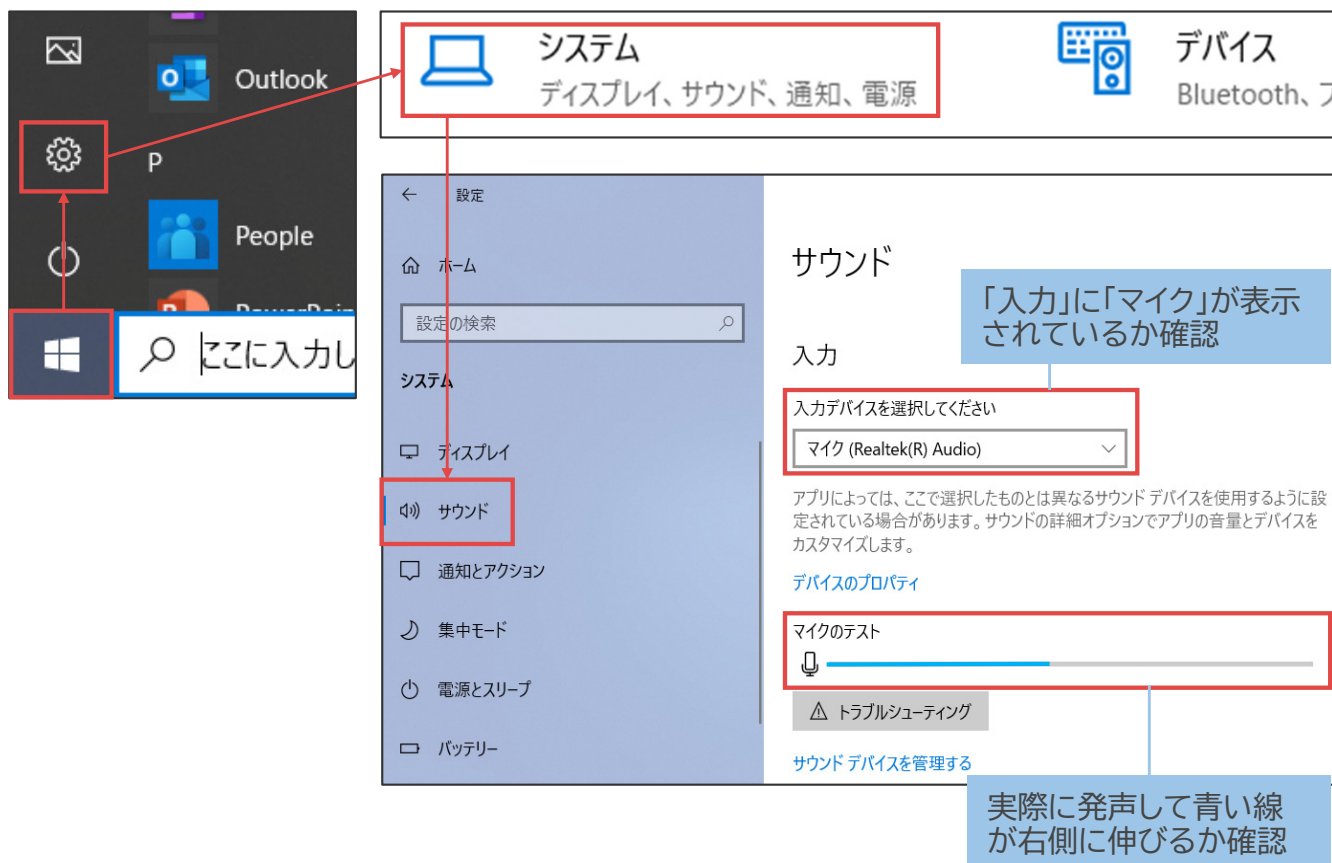 Outlook
P
People
ここに入力し
システム
ディスプレイ、サウンド、通知、電源
デバイス
Bluetooth、
設定
ホーム
設定の検索
システム
ディスプレイ
サウンド
通知とアクション
集中モード
電源とスリープ
バッテリー
サウンド
「入力」に「マイク」が表示
されているか確認
入力
入力デバイスを選択してください
マイク (Realtek(R) Audio)
アプリによっては、ここで選択したものとは異なるサウンド デバイスを使用するように設
定されている場合があります。サウンドの詳細オプションでアプリの音量とデバイスを
カスタマイズします。
デバイスのプロパティ
マイクのテスト
トラブルシューティング
サウンド デバイスを管理する
実際に発声して青い線
が右側に伸びるか確認